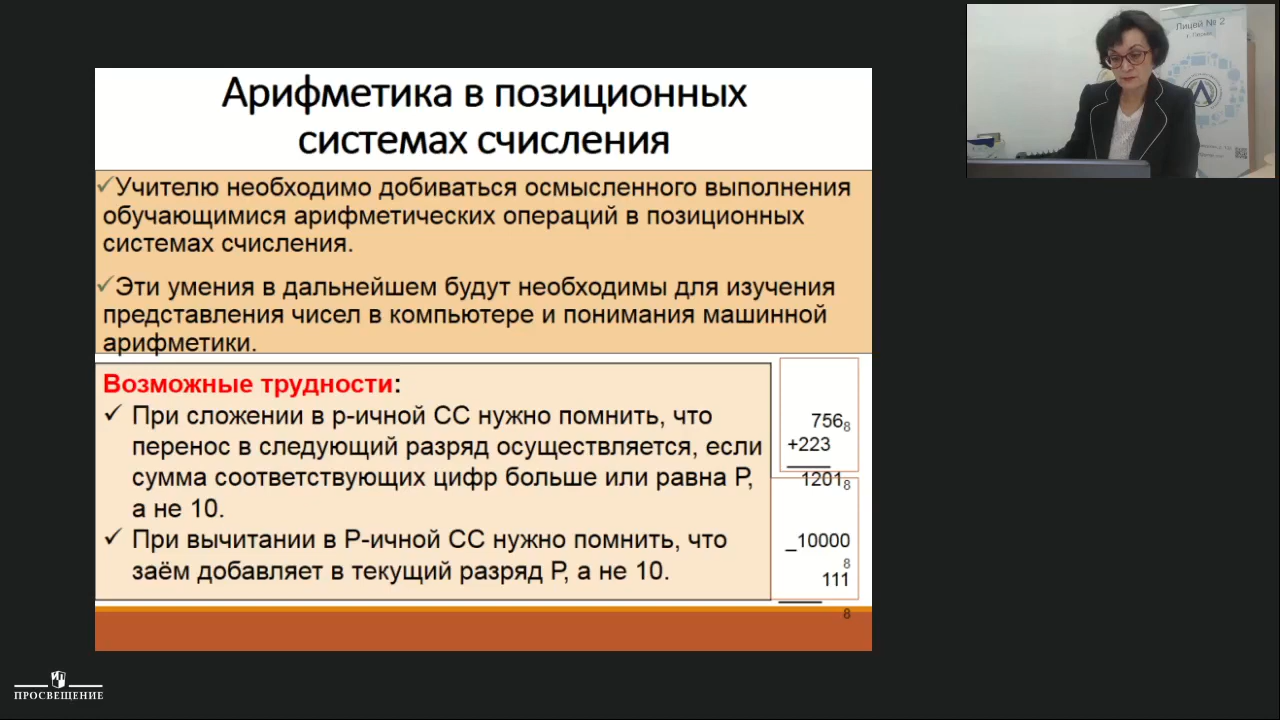 Арифметика в позиционных
системах счисления
✓Учителю необходимо добиваться осмысленного выполнения
обучающимися арифметических операций в позиционных
системах счисления.
✓Эти умения в дальнейшем будут необходимы для изучения
представления чисел в компьютере и понимания машинной
арифметики.
Возможные трудности:
✓ При сложении в р-ичной СС нужно помнить, что
перенос в следующий разряд осуществляется, если
сумма соответствующих цифр больше или равна Р,
а не 10.
✓ При вычитании в Р-ичной СС нужно помнить, что
заём добавляет в текущий разряд Р, а не 10.
756₈
+223
1201₈
_10000
8
111
8
Лицей № 2
ПРОСВЕЩЕНИЕ